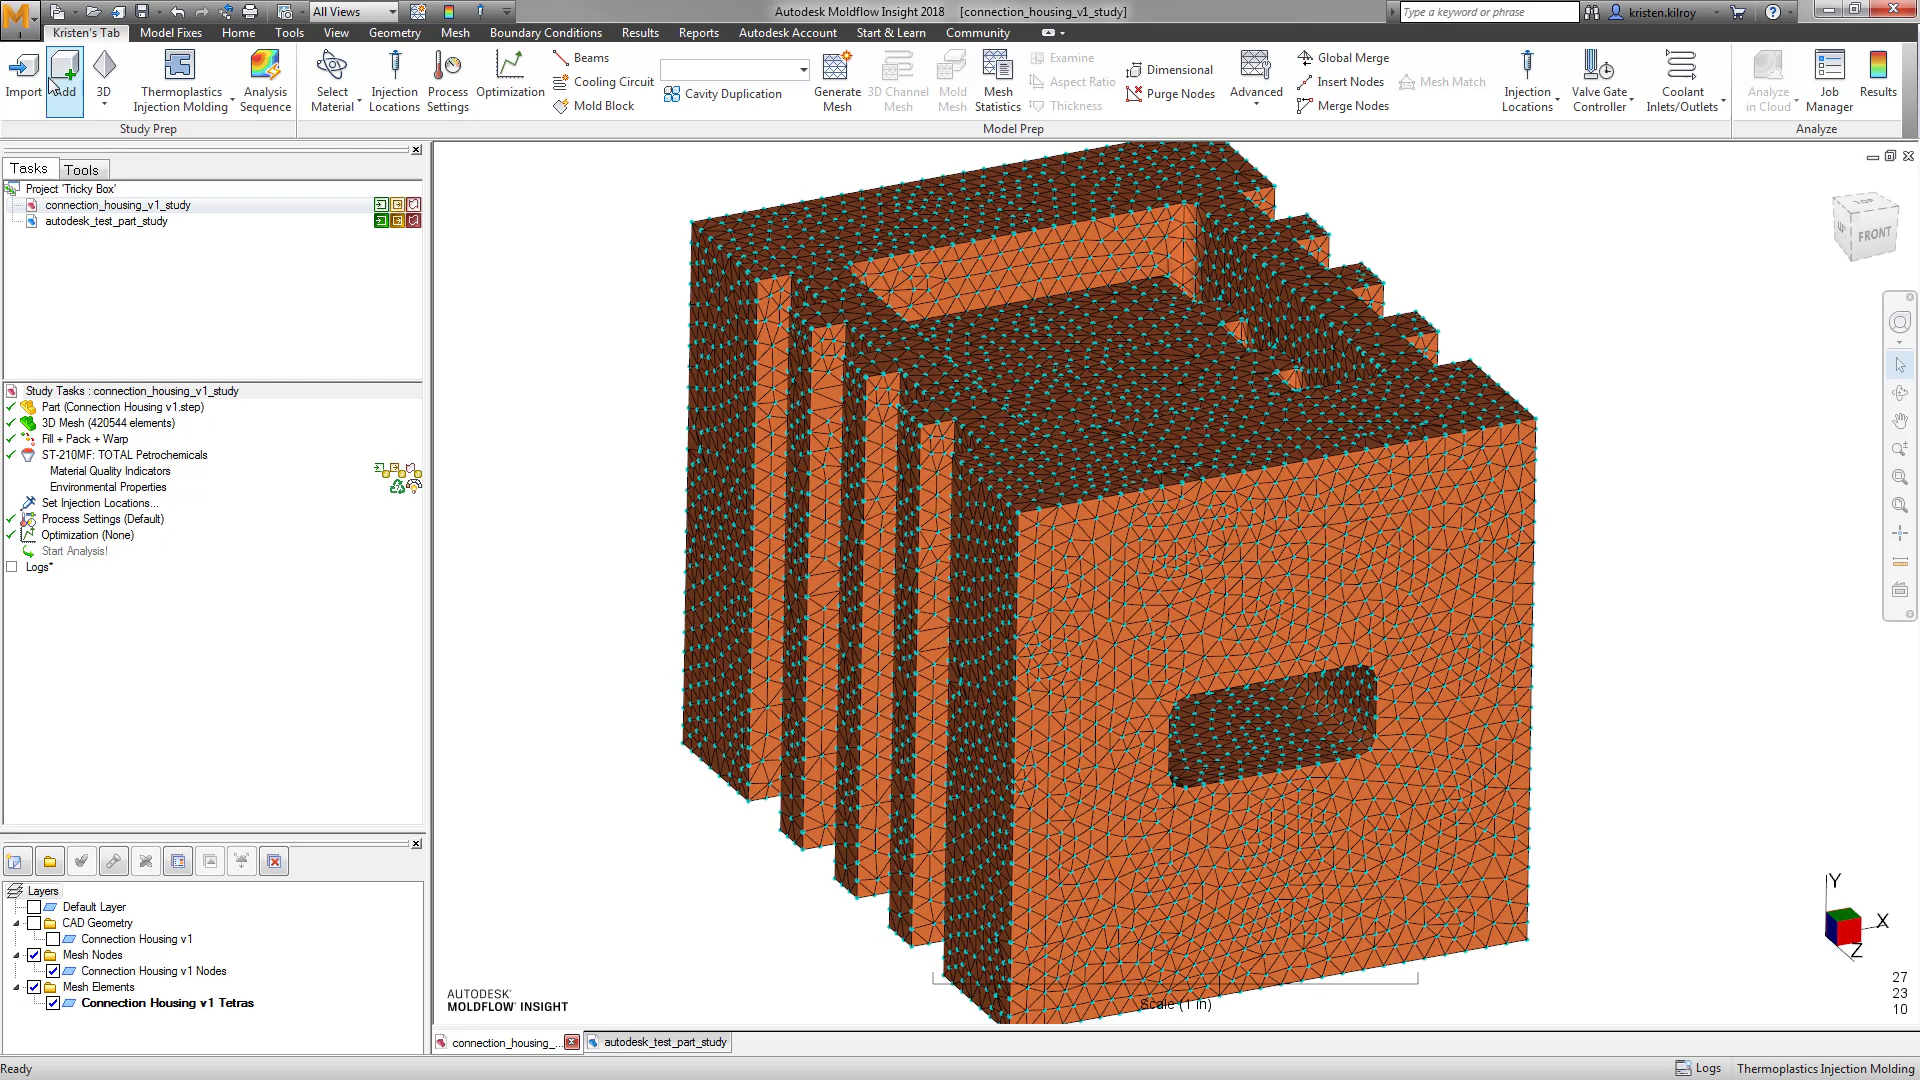 All Views
Autodesk Moldflow Insight 2018 [connection_housing_v1_study]
Type a keyword or phrase
kristen.kilroy
Kristen's Tab Model Fixes Home Tools View Geometry Mesh Boundary Conditions Results Reports Autodesk Account Start & Learn Community
Import Add 3D Thermoplastics Injection Molding Analysis Sequence
Study Prep
Select Material Injection Locations Process Settings Optimization
Beams
Cooling Circuit
Mold Block
Cavity Duplication
Generate Mesh 3D Channel Mesh Mold Mesh Mesh Statistics
Examine
Aspect Ratio
Thickness
Dimensional
Purge Nodes
Advanced
Global Merge
Insert Nodes
Merge Nodes
Mesh Match
Injection Locations Valve Gate Controller Coolant Inlets/Outlets
Model Prep
Analyze in Cloud Job Manager Results
Analyze
Tasks Tools
Project 'Tricky Box'
connection_housing_v1_study
autodesk_test_part_study
Study Tasks : connection_housing_v1_study
Part (Connection Housing v1.step)
3D Mesh (420544 elements)
Fill + Pack + Warp
ST-210MF: TOTAL Petrochemicals
Material Quality Indicators
Environmental Properties
Set Injection Locations...
Process Settings (Default)
Optimization (None)
Start Analysis!
Logs*
Layers
Default Layer
CAD Geometry
Connection Housing v1
Mesh Nodes
Connection Housing v1 Nodes
Mesh Elements
Connection Housing v1 Tetras
TOP
FRONT
Y
X
Z
27
23
10
AUTODESK®
MOLDFLOW® INSIGHT
Scale (1 in)
connection_housing_... autodesk_test_part_study
Ready
Logs Thermoplastics Injection Molding